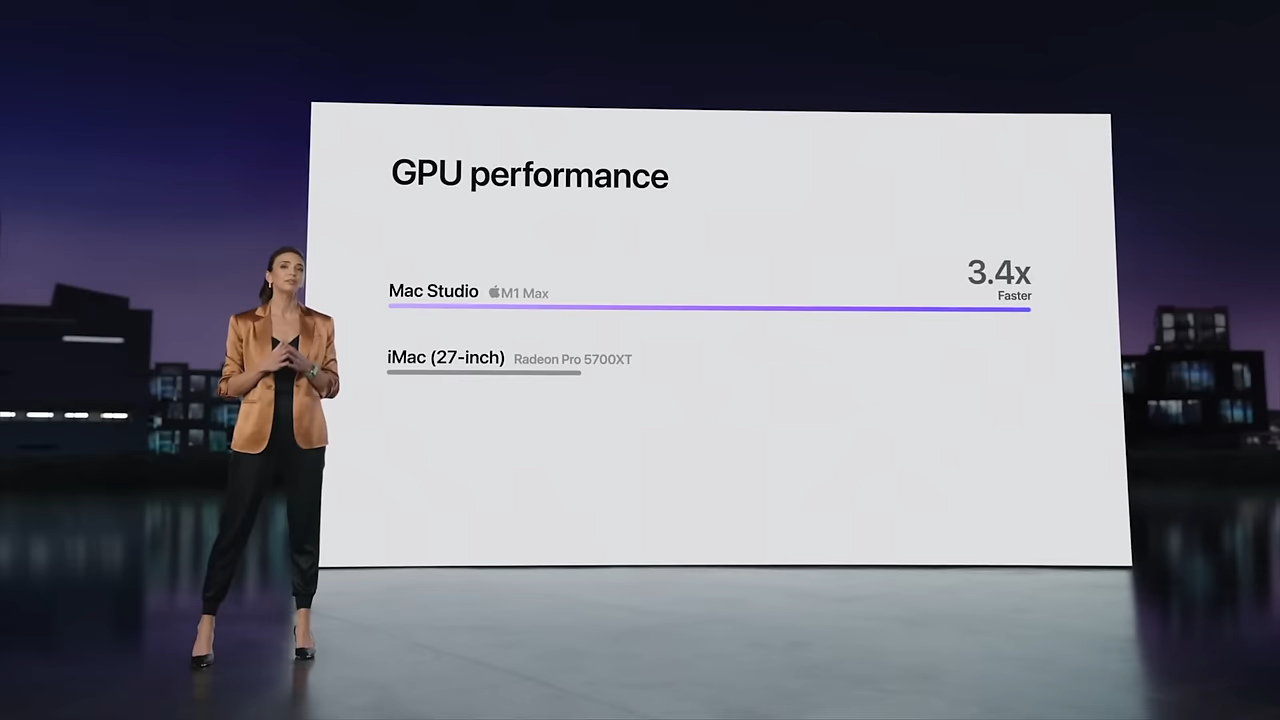 GPU performance
3.4x
Faster
Mac Studio M1 Max
iMac (27-inch) Radeon Pro 5700XT